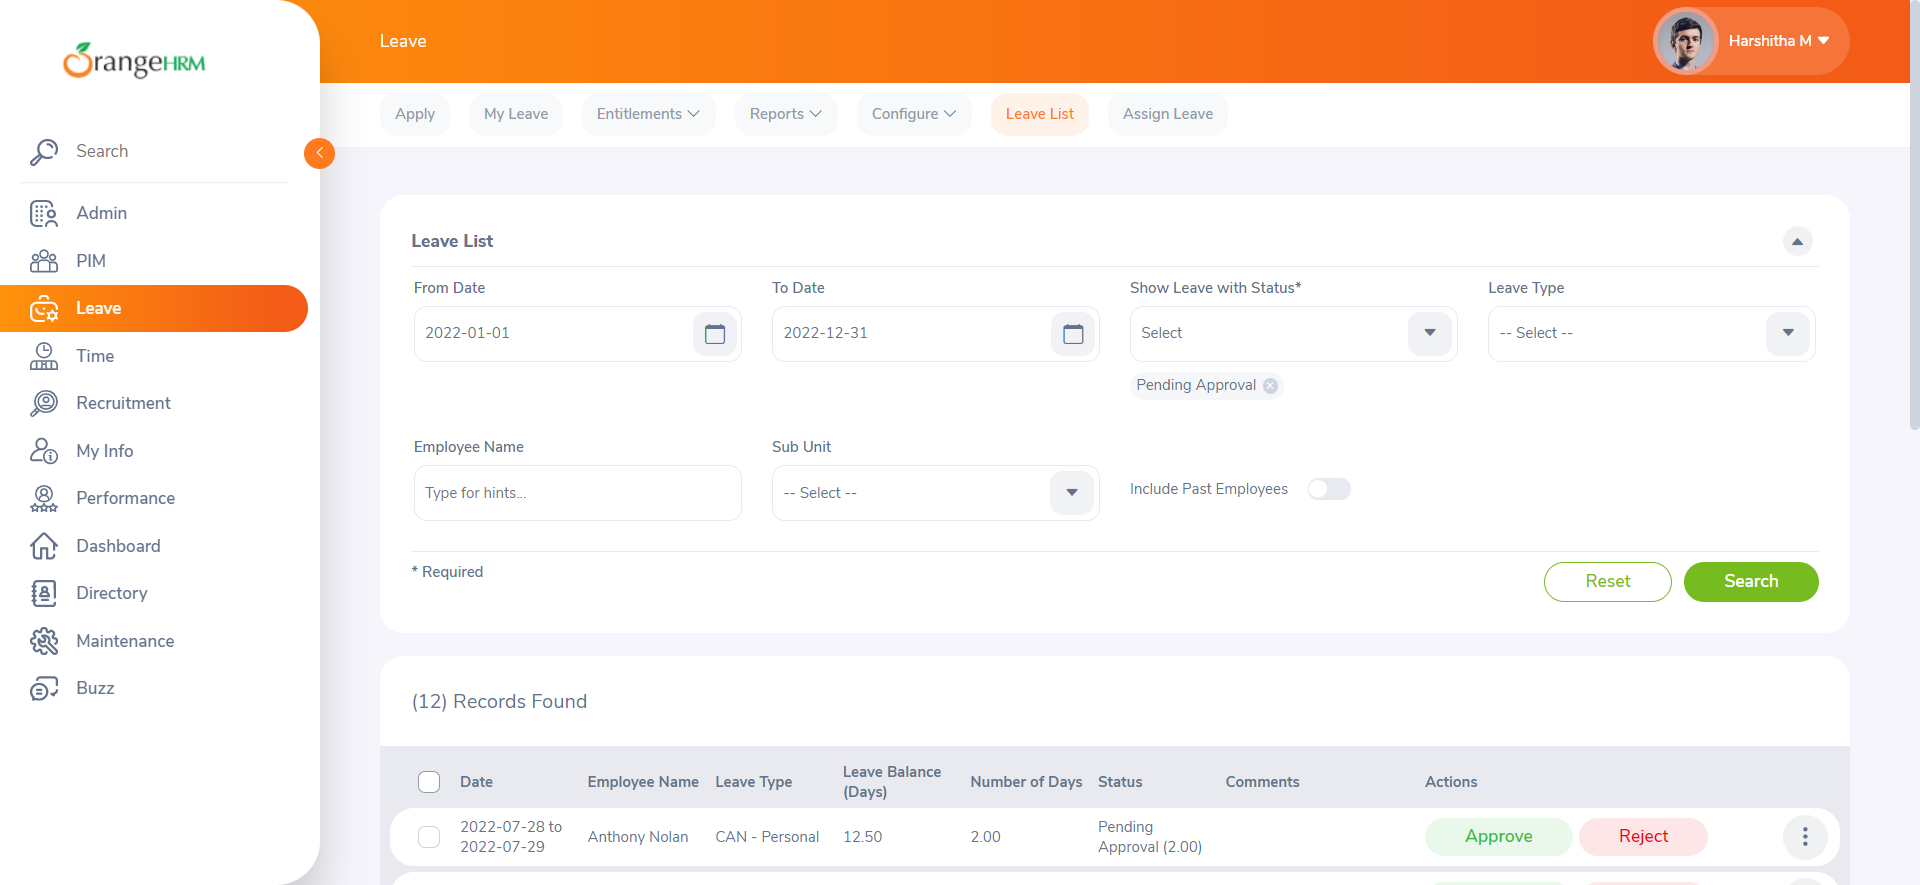 OrangeHRM
Leave
Harshitha M
Apply
My Leave
Entitlements
Reports
Configure
Leave List
Assign Leave
Search
Admin
PIM
Leave
Time
Recruitment
My Info
Performance
Dashboard
Directory
Maintenance
Buzz
Leave List
From Date
To Date
Show Leave with Status*
Leave Type
2022-01-01
2022-12-31
Select
-- Select --
Pending Approval
Employee Name
Sub Unit
Type for hints...
-- Select --
Include Past Employees
* Required
Reset
Search
(12) Records Found
Date
Employee Name
Leave Type
Leave Balance
(Days)
Number of Days
Status
Comments
Actions
2022-07-28 to
2022-07-29
Anthony Nolan
CAN - Personal
12.50
2.00
Pending
Approval (2.00)
Approve
Reject